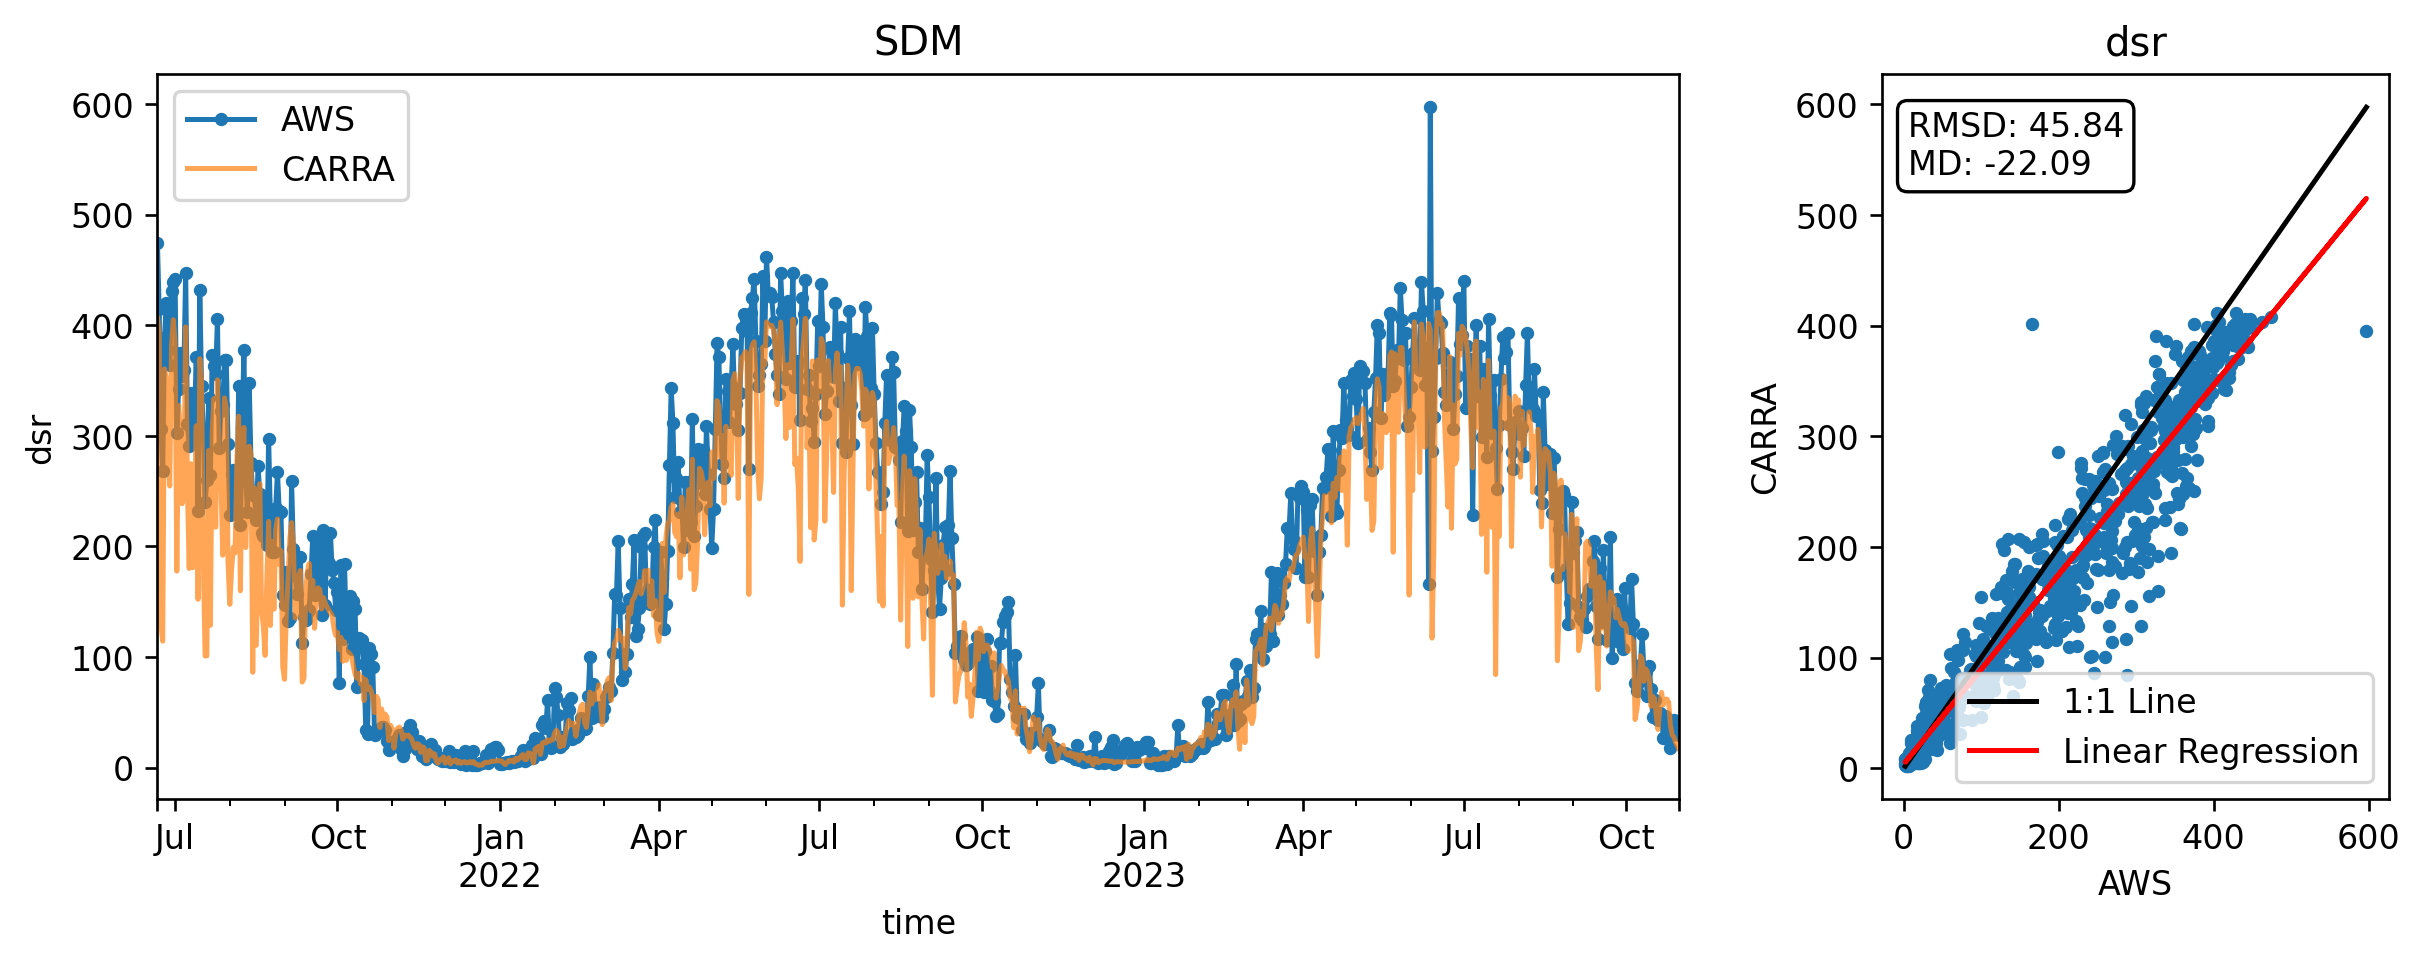 SDM
dsr
600
500
400
300
200
100
0
AWS
CARRA
Jul
Oct
Jan
2022
Apr
Jul
Oct
Jan
2023
Apr
Jul
Oct
time
dsr
dsr
CARRA
600
500
400
300
200
100
0
RMSD: 45.84
MD: -22.09
1:1 Line
Linear Regression
0
200
400
600
AWS